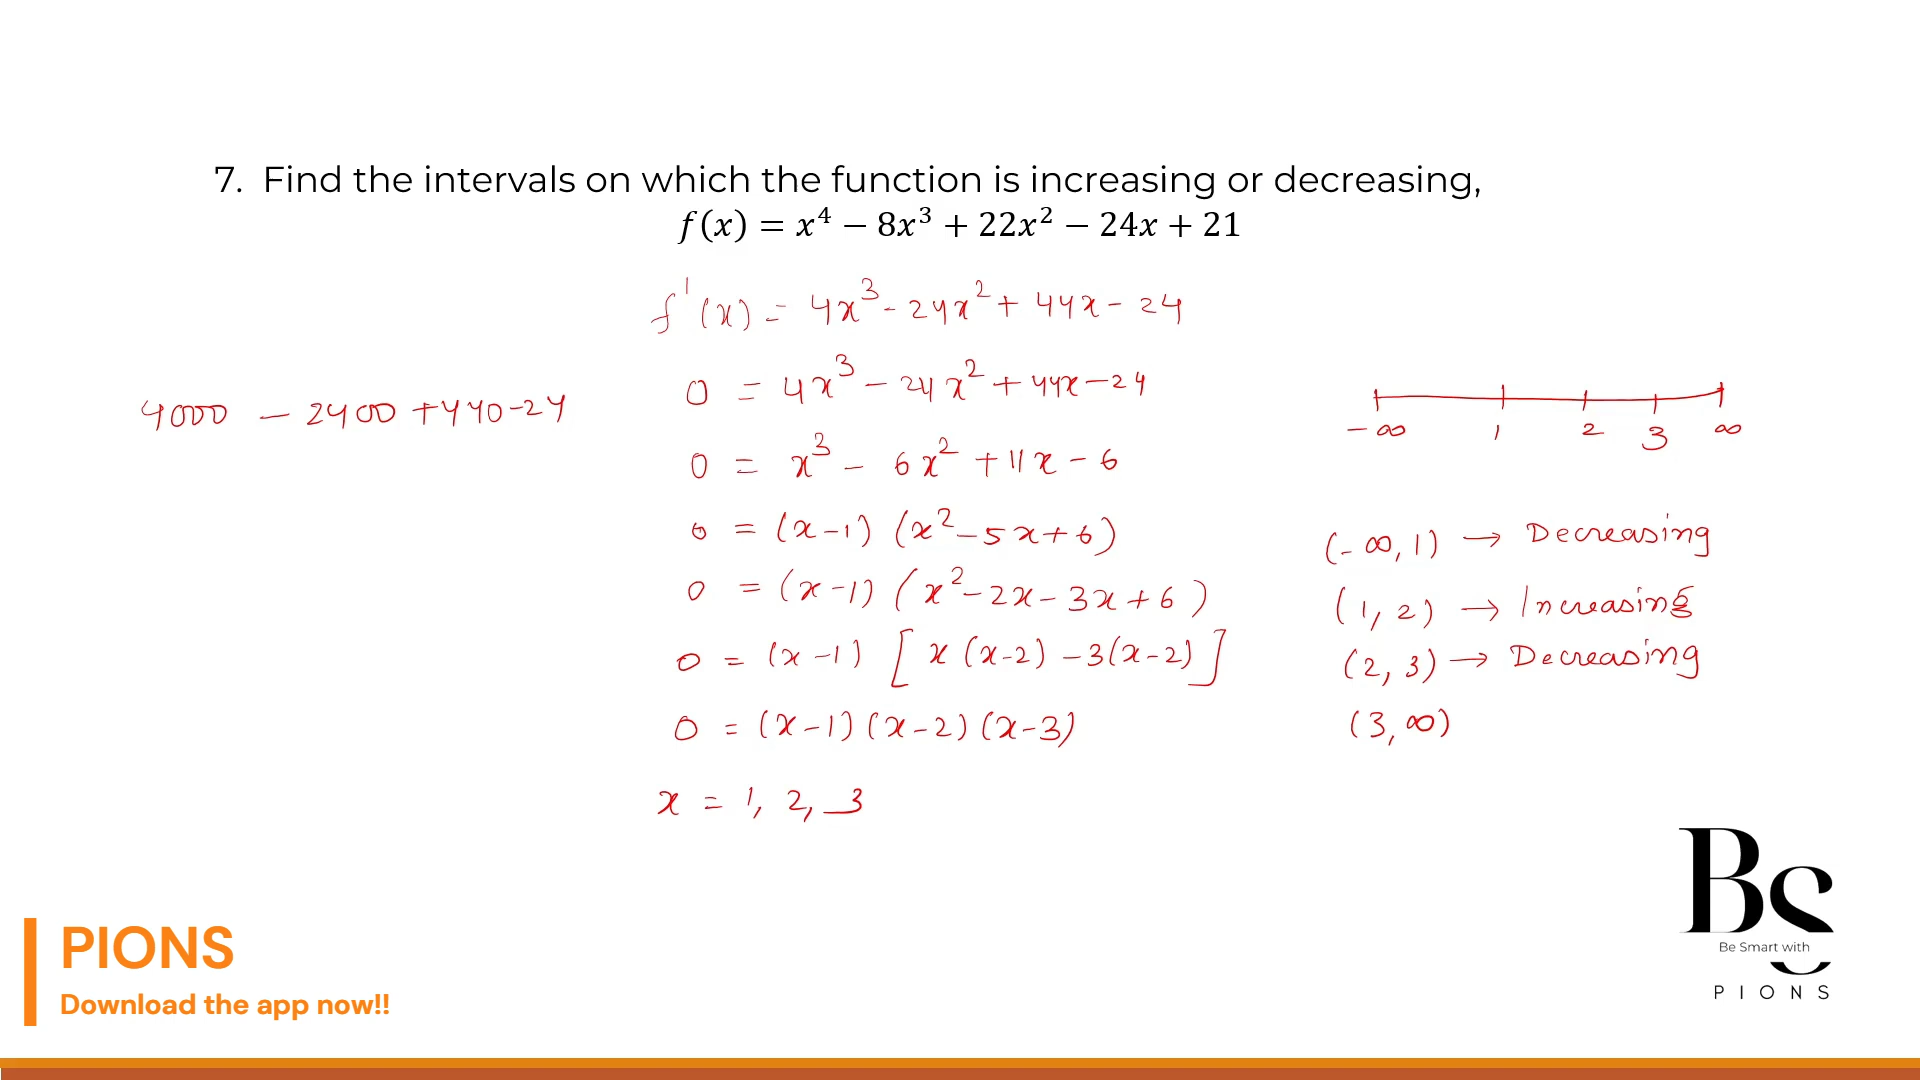 7. Find the intervals on which the function is increasing or decreasing,
f(x) = x⁴ − 8x³ + 22x² − 24x + 21
f'(x) = 4x³ - 24x² + 44x - 24
0 = 4x³ - 24x² + 44x - 24
4000 - 2400 + 440 - 24
0 = x³ - 6x² + 11x - 6
0 = (x-1) (x²-5x+6)
0 = (x-1) (x²-2x-3x+6)
0 = (x-1) [x(x-2) -3(x-2)]
0 = (x-1)(x-2)(x-3)
x = 1, 2, 3
-∞ 1 2 3 ∞
(-∞, 1) → Decreasing
(1, 2) → Increasing
(2, 3) → Decreasing
(3, ∞)
PIONS
Download the app now!!
Bs
Be Smart with
PIONS